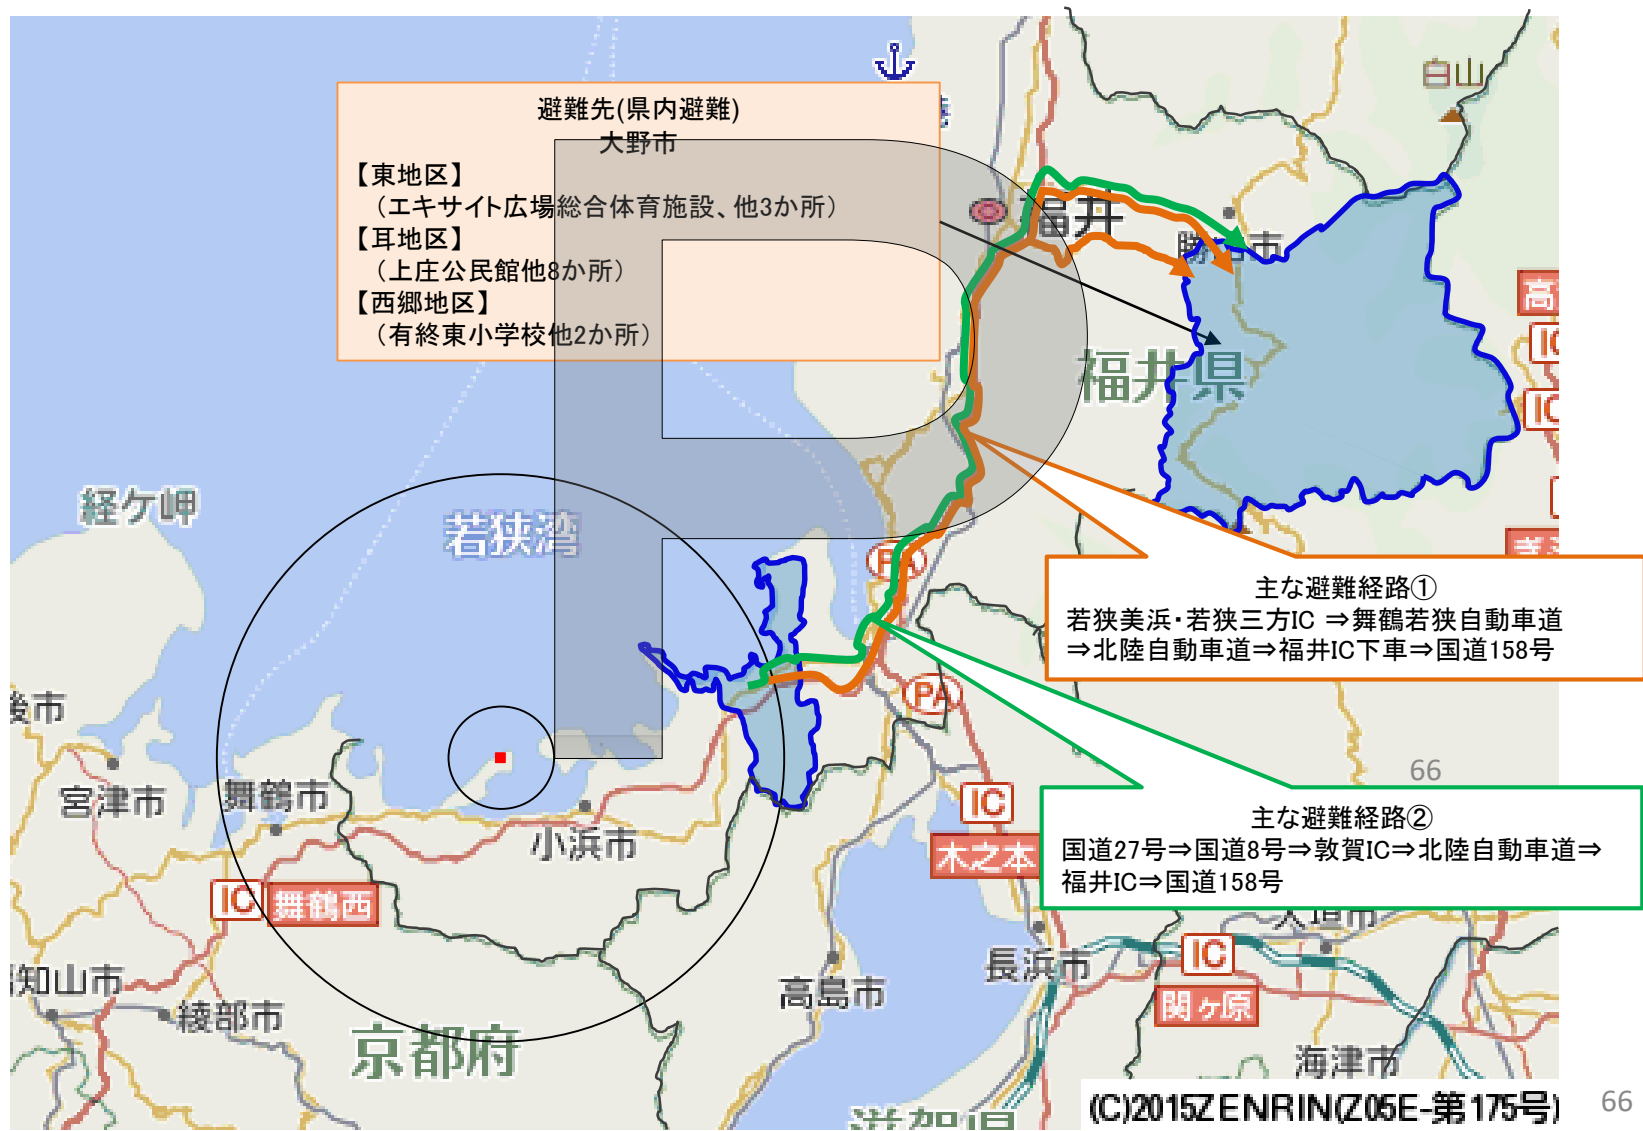 白山
避難先(県内避難)
大野市
【東地区】
（エキサイト広場総合体育施設、他3か所）
【耳地区】
（上庄公民館他8か所）
【西郷地区】
（有終東小学校他2か所）
福井
福井県
経ケ岬
若狭湾
PA
主な避難経路①
若狭美浜・若狭三方IC ⇒舞鶴若狭自動車道
⇒北陸自動車道⇒福井IC下車⇒国道158号
PA
宮津市
舞鶴市
小浜市
66
IC
木之本
主な避難経路②
国道27号⇒国道8号⇒敦賀IC⇒北陸自動車道⇒
福井IC⇒国道158号
IC
舞鶴西
大垣市
長浜市
IC
関ヶ原
高島市
知山市
綾部市
京都府
海津市
滋賀県
(C)2015ZENRIN(Z05E-第175号)
66